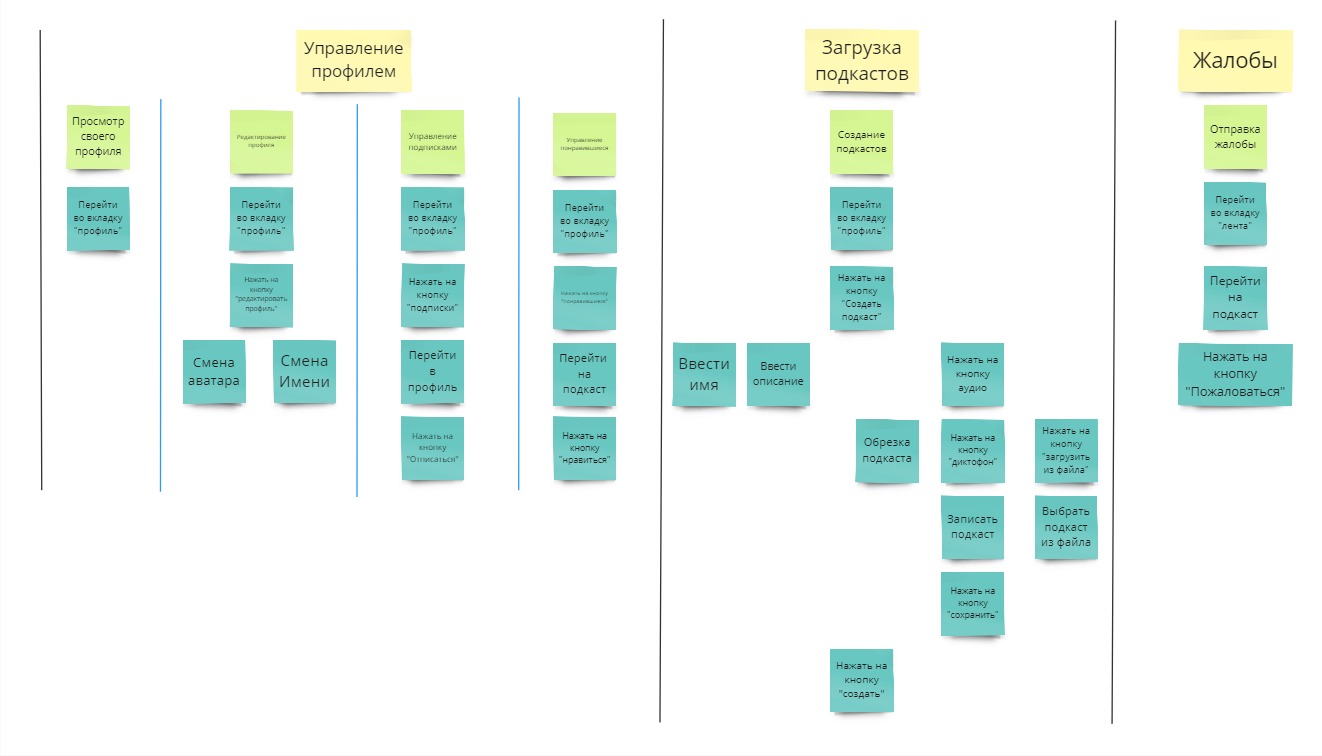 Управление
профилем
Просмотр
своего
профиля
Перейти
во вкладку
"профиль"
Редактирование
профиля
Перейти
во вкладку
"профиль"
Нажать на
кнопку
"редактировать
профиль"
Смена
аватара
Смена
Имени
Управление
подписками
Перейти
во вкладку
"профиль"
Нажать на
кнопку
"подписки"
Перейти
в
профиль
Нажать на
кнопку
"Отписаться"
Управление
понравившиеся
Перейти
во вкладку
"профиль"
Нажать на кнопку
"понравившиеся"
Перейти
на
подкаст
Нажать на
кнопку
"нравиться"
Загрузка
подкастов
Создание
подкастов
Перейти
во вкладку
"профиль"
Нажать на
кнопку
"Создать
подкаст"
Ввести
имя
Ввести
описание
Нажать на
кнопку
аудио
Обрезка
подкаста
Нажать на
кнопку
"диктофон"
Нажать на
кнопку
"загрузить
из файла"
Записать
подкаст
Выбрать
подкаст
из файла
Нажать на
кнопку
"сохранить"
Нажать на
кнопку
"создать"
Жалобы
Отправка
жалобы
Перейти
во вкладку
"лента"
Перейти
на
подкаст
Нажать на
кнопку
"Пожаловаться"